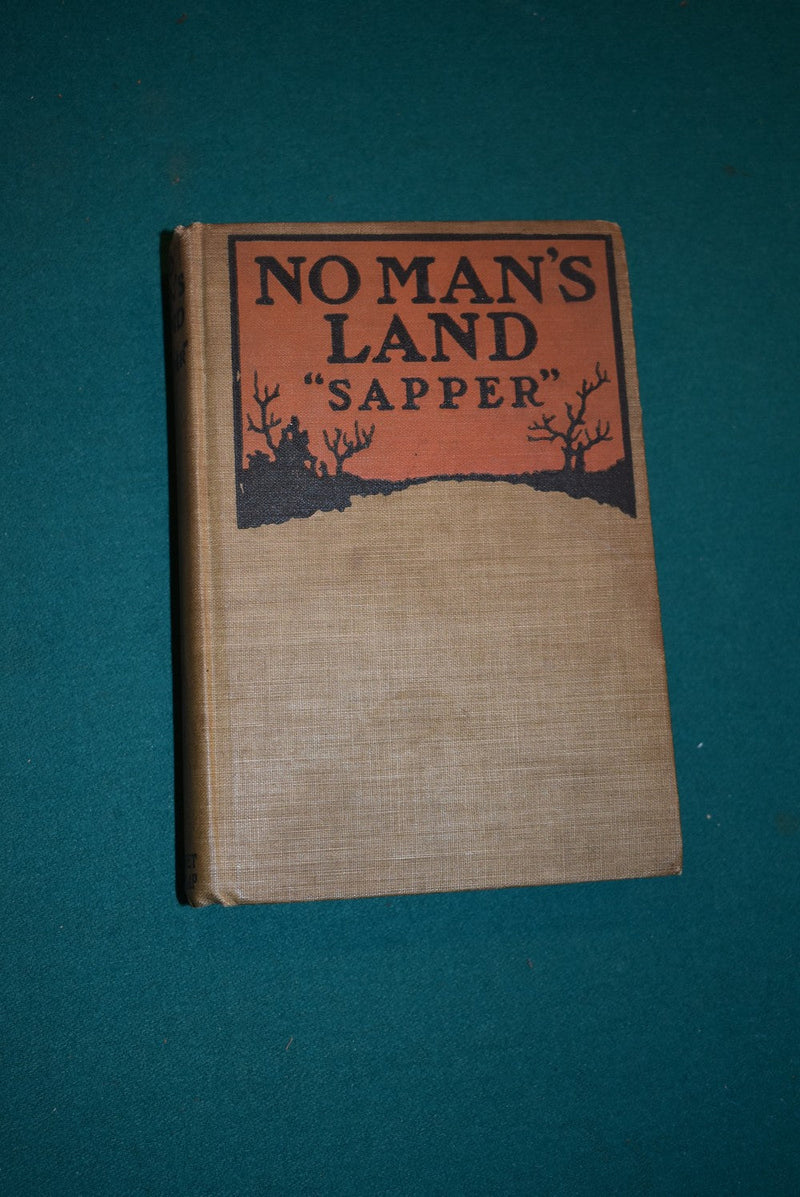 NO MAN'S
LAND
"SAPPER"